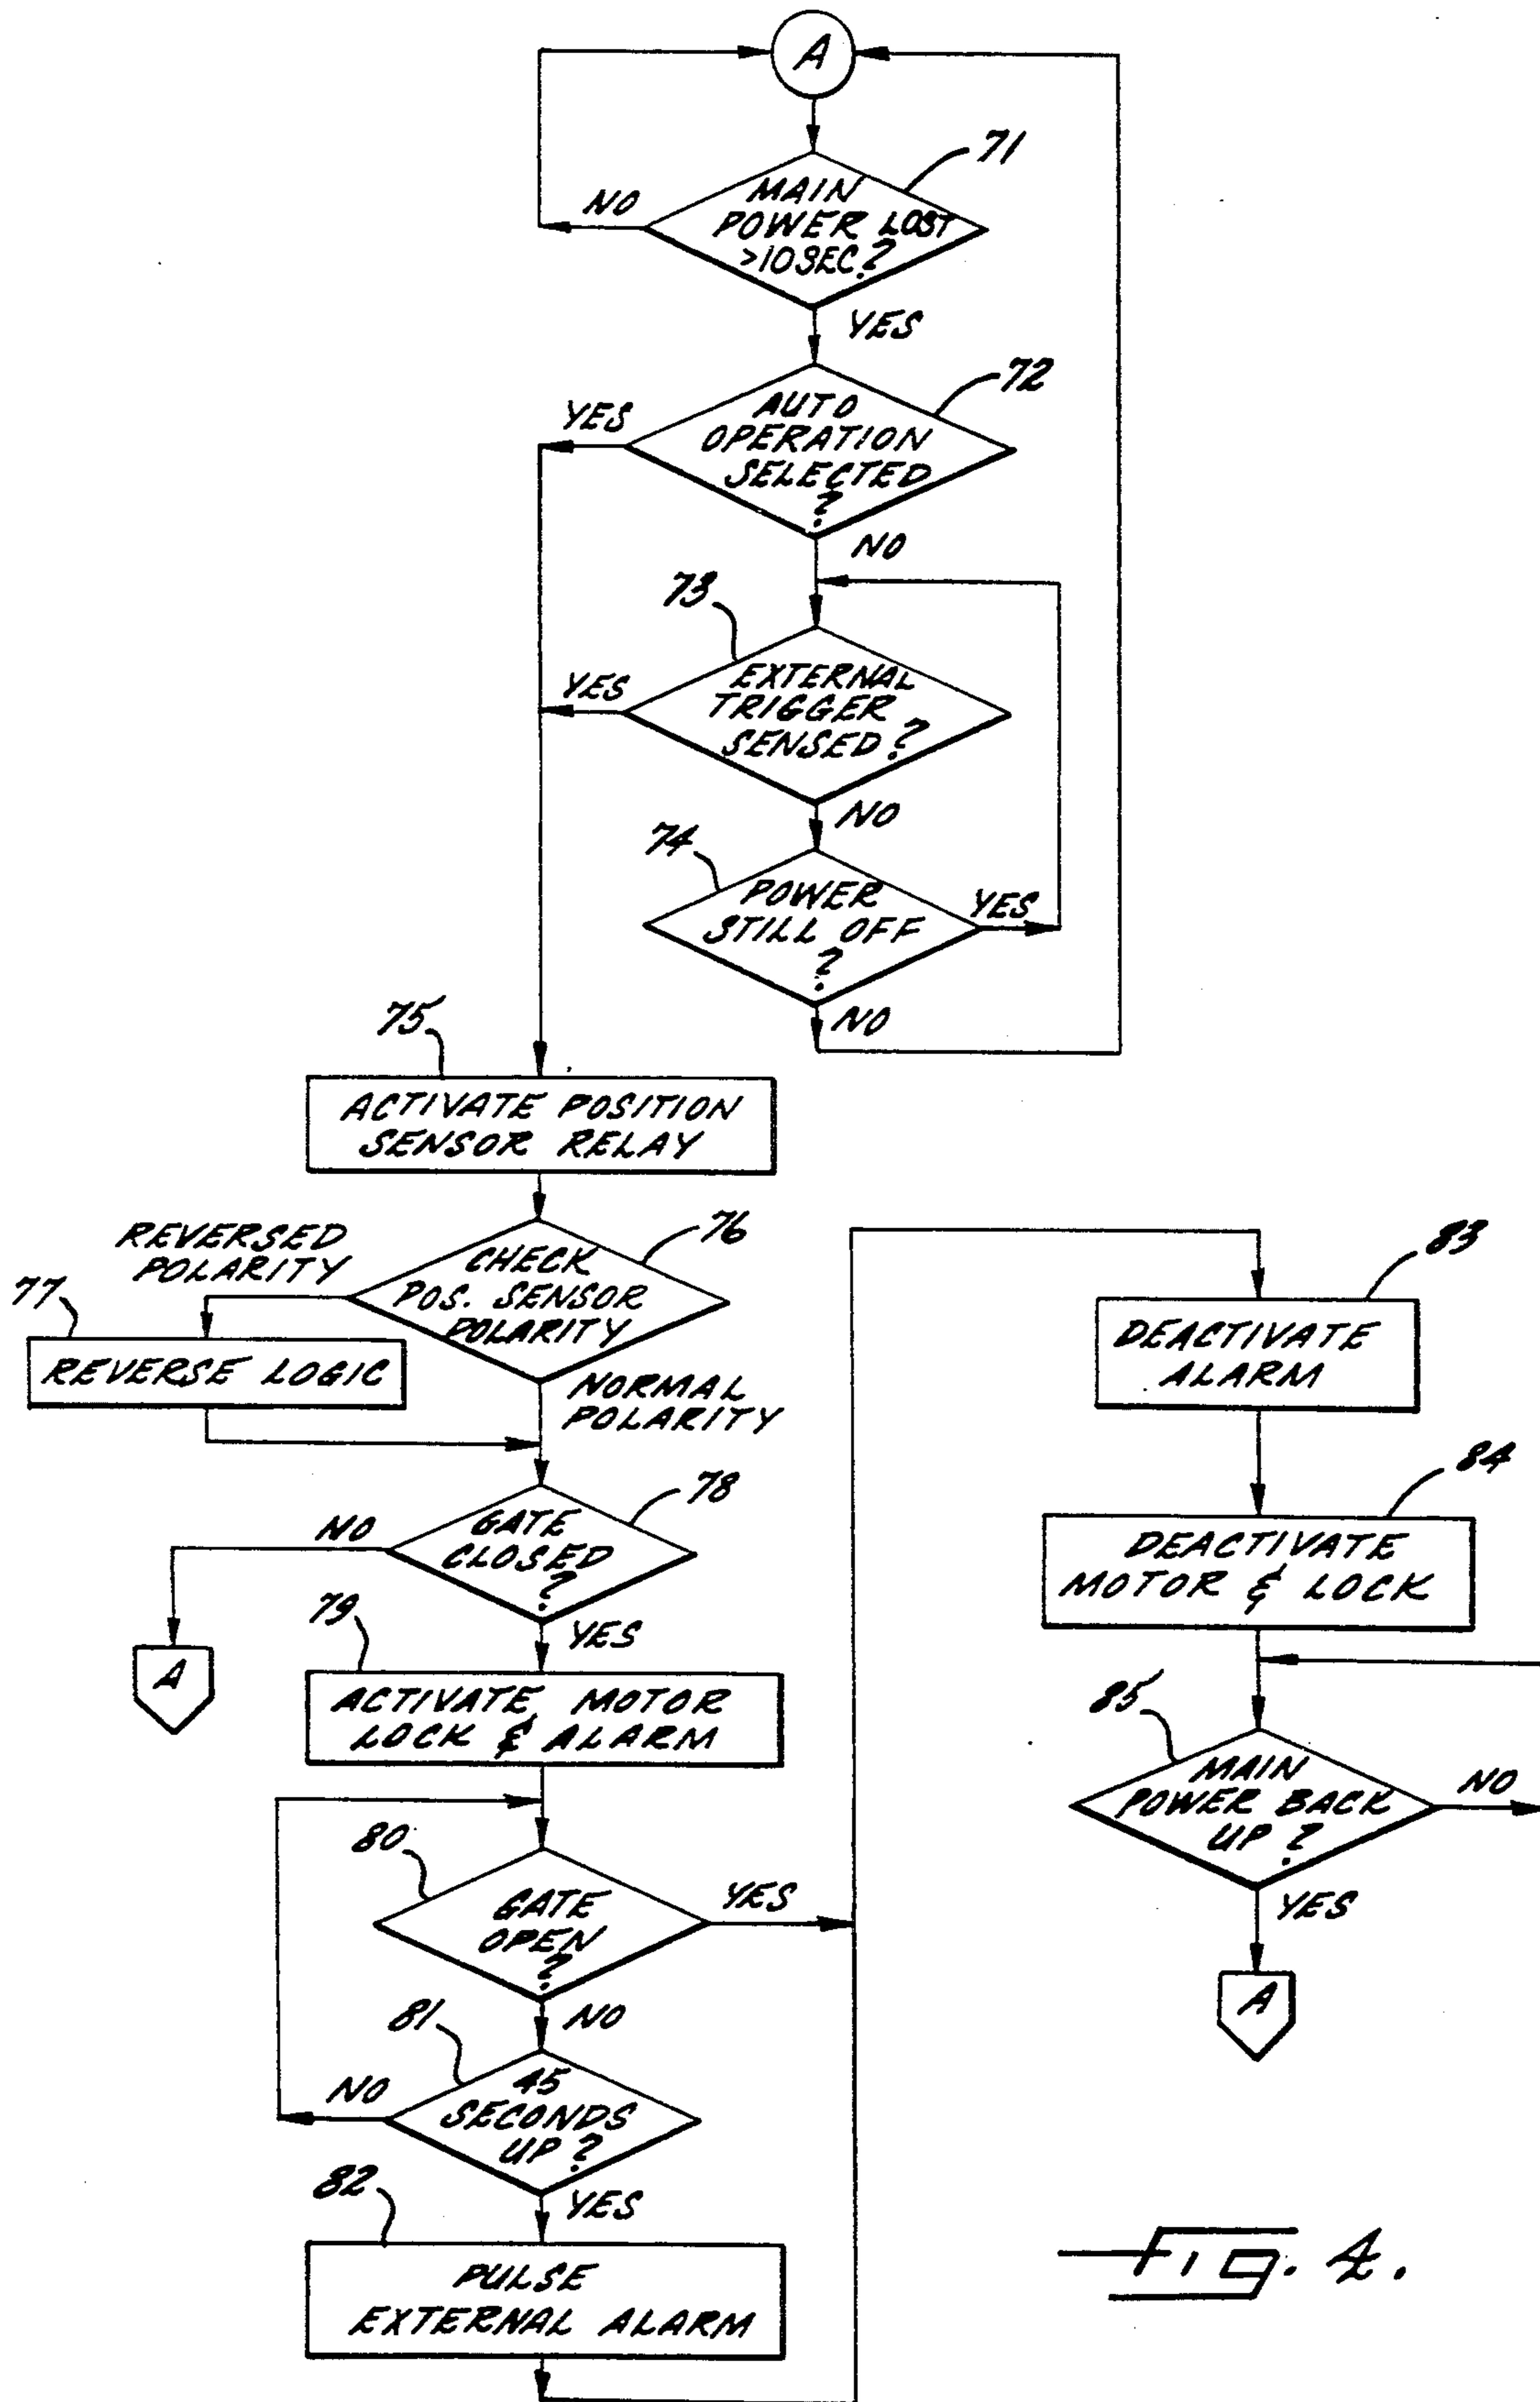 A
71
MAIN
POWER LOST
>10SEC?
NO
YES
72
AUTO
OPERATION
SELECTED
?
YES
NO
73
EXTERNAL
TRIGGER
SENSED?
YES
NO
74
POWER
STILL OFF
?
YES
NO
75
ACTIVATE POSITION
SENSOR RELAY
76
CHECK
POS. SENSOR
POLARITY
REVERSED
POLARITY
77
REVERSE LOGIC
NORMAL
POLARITY
78
GATE
CLOSED
?
NO
A
YES
79
ACTIVATE MOTOR
LOCK & ALARM
80
GATE
OPEN
?
YES
NO
81
45
SECONDS
UP?
NO
YES
82
PULSE
EXTERNAL ALARM
83
DEACTIVATE
ALARM
84
DEACTIVATE
MOTOR & LOCK
85
MAIN
POWER BACK
UP?
NO
YES
A
Fig. 4.